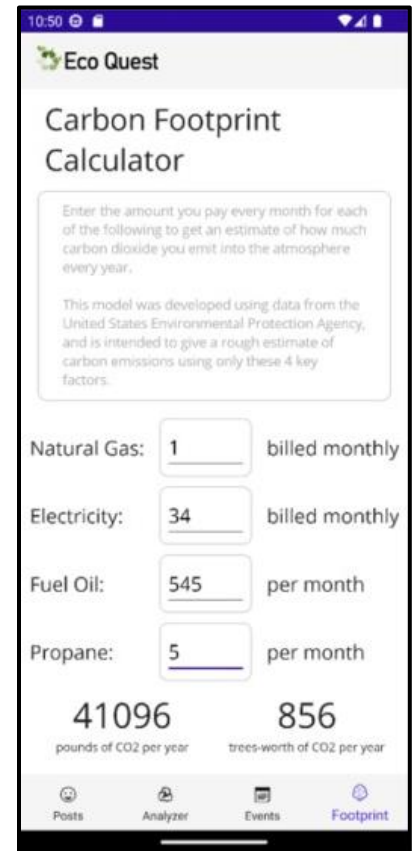 10:50
Eco Quest
Carbon Footprint
Calculator
Enter the amount you pay every month for each
of the following to get an estimate of how much
carbon dioxide you emit into the atmosphere
every year.
This model was developed using data from the
United States Environmental Protection Agency,
and is intended to give a rough estimate of
carbon emissions using only these 4 key
factors.
Natural Gas: 1 billed monthly
Electricity: 34 billed monthly
Fuel Oil: 545 per month
Propane: 5 per month
41096 856
pounds of CO2 per year trees-worth of CO2 per year
Posts Analyzer Events Footprint